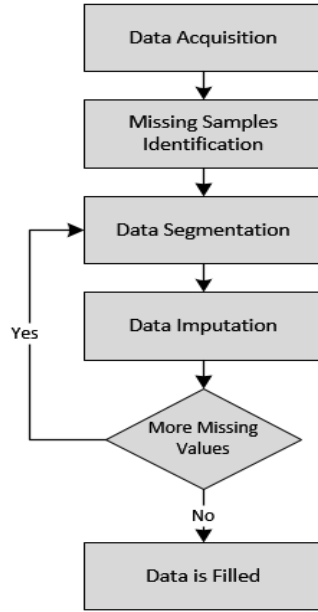 Data Acquisition
Missing Samples
Identification
Data Segmentation
Data Imputation
Yes
More Missing
Values
No
Data is Filled